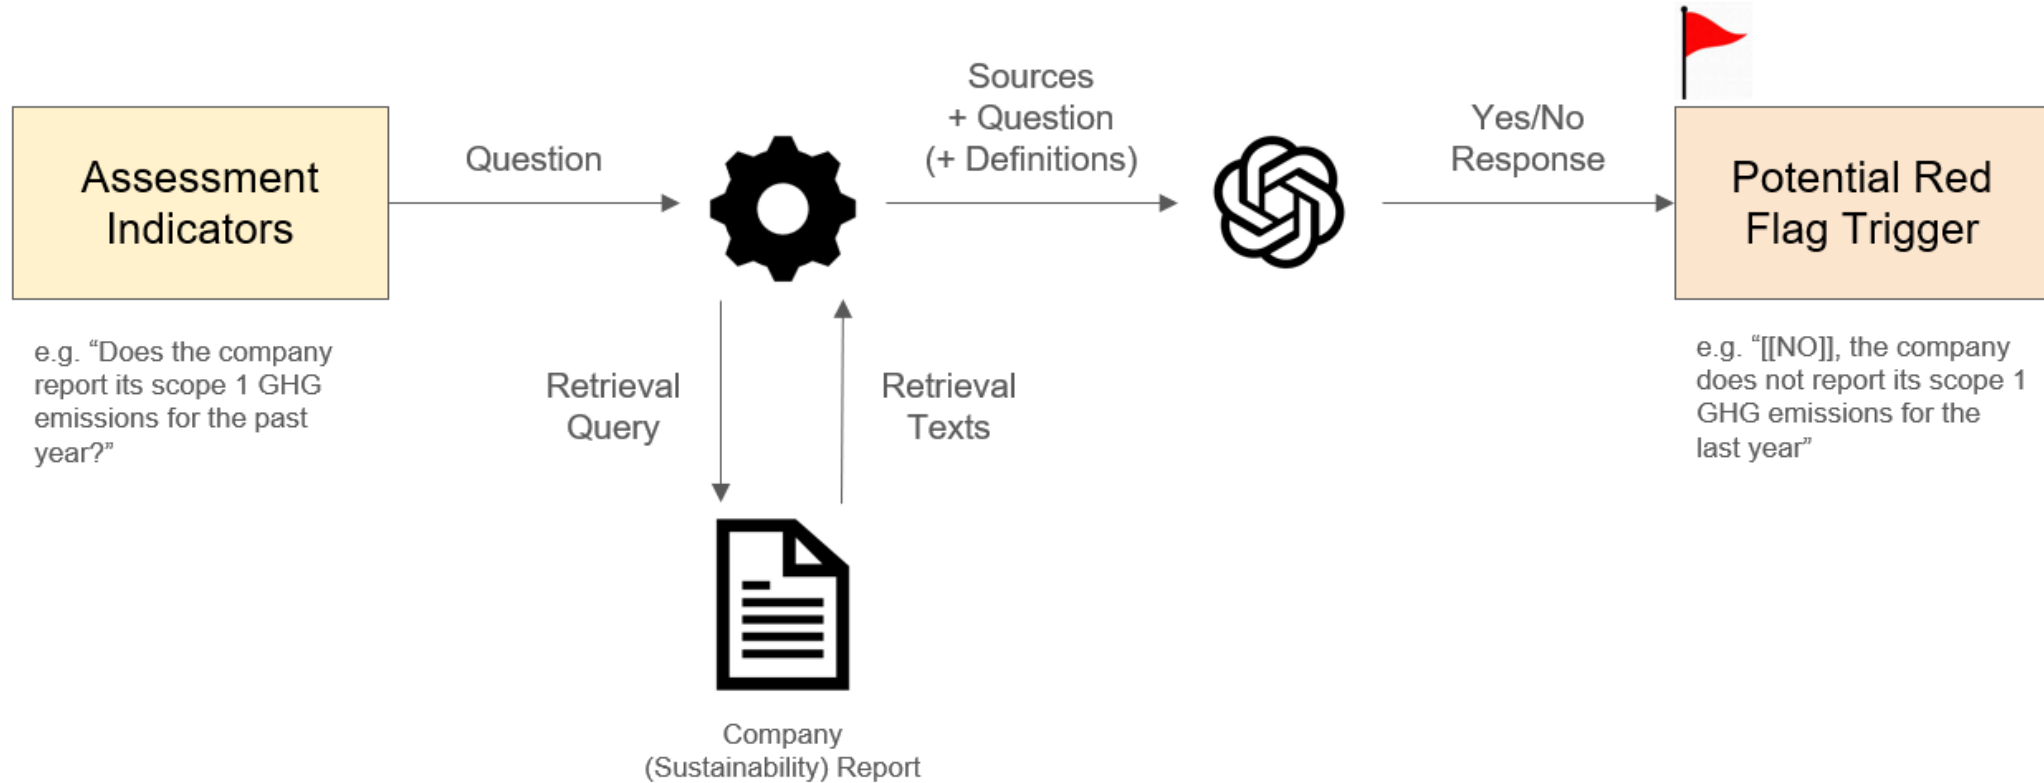 Assessment
Indicators
e.g. “Does the company
report its scope 1 GHG
emissions for the past
year?”
Question
Retrieval
Query
Retrieval
Texts
Company
(Sustainability) Report
Sources
+ Question
(+ Definitions)
Yes/No
Response
Potential Red
Flag Trigger
e.g. “[[NO]], the company
does not report its scope 1
GHG emissions for the
last year”